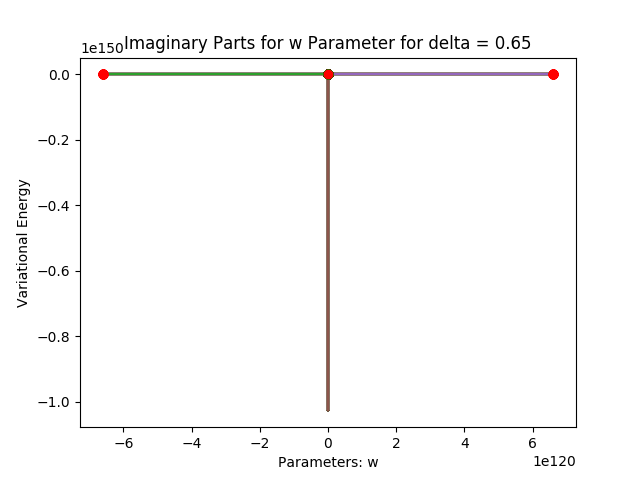 Imaginary Parts for w Parameter for delta = 0.65
1e150
0.0
−0.2
−0.4
−0.6
−0.8
−1.0
Variational Energy
−6 −4 −2 0 2 4 6
1e120
Parameters: w